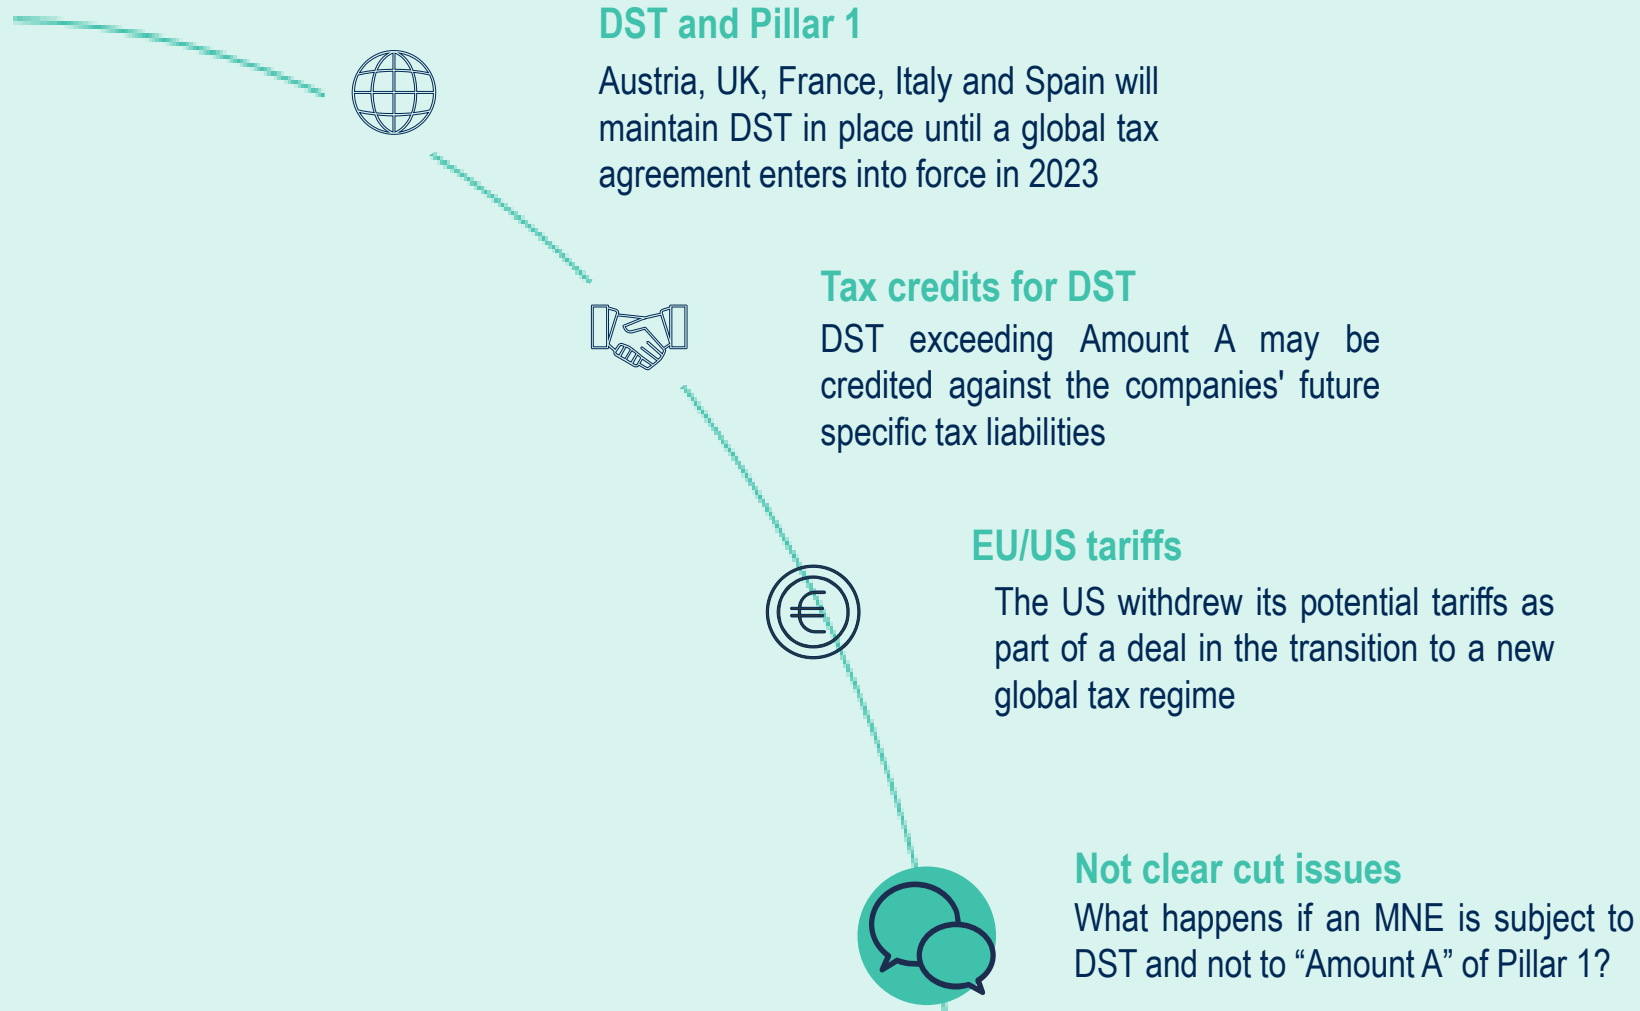 DST and Pillar 1
Austria, UK, France, Italy and Spain will
maintain DST in place until a global tax
agreement enters into force in 2023
Tax credits for DST
DST exceeding Amount A may be
credited against the companies' future
specific tax liabilities
EU/US tariffs
The US withdrew its potential tariffs as
part of a deal in the transition to a new
global tax regime
Not clear cut issues
What happens if an MNE is subject to
DST and not to “Amount A” of Pillar 1?